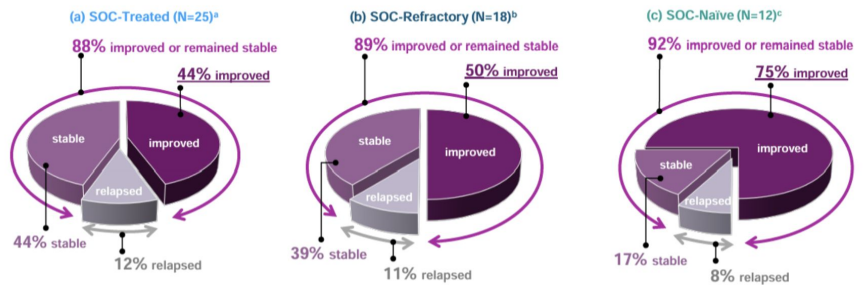 (a) SOC-Treated (N=25)ᵃ
88% improved or remained stable
44% improved
stable
improved
relapsed
44% stable
12% relapsed
(b) SOC-Refractory (N=18)ᵇ
89% improved or remained stable
50% improved
stable
improved
relapsed
39% stable
11% relapsed
(c) SOC-Naïve (N=12)ᶜ
92% improved or remained stable
75% improved
stable
improved
relapsed
17% stable
8% relapsed